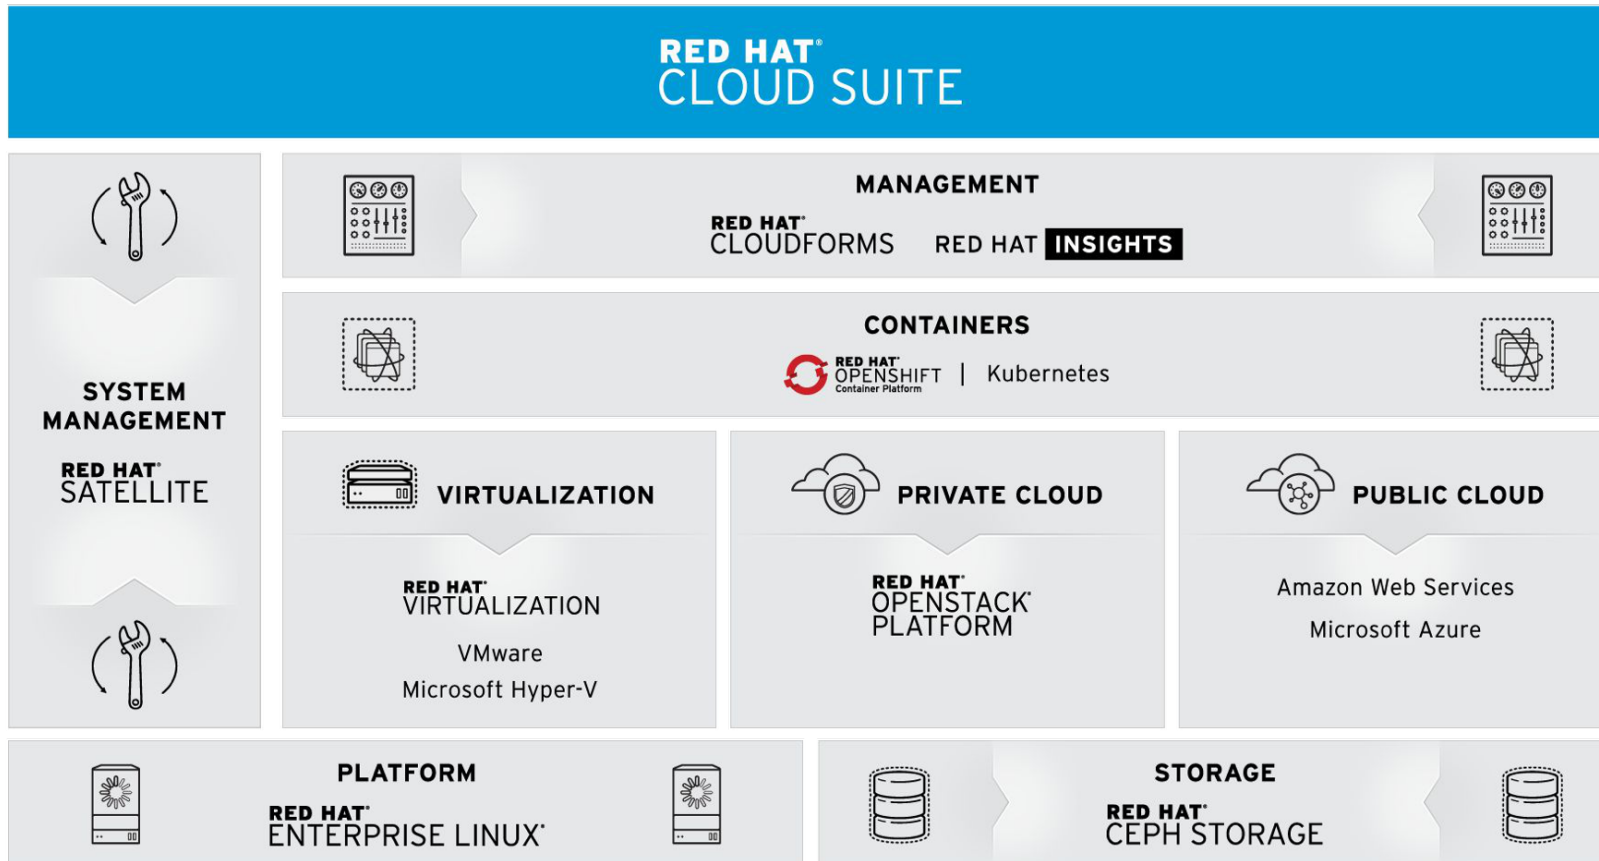 RED HAT®
CLOUD SUITE
SYSTEM
MANAGEMENT
RED HAT®
SATELLITE
MANAGEMENT
RED HAT®
CLOUDFORMS
RED HAT INSIGHTS
CONTAINERS
RED HAT®
OPENSHIFT
Container Platform
| Kubernetes
VIRTUALIZATION
RED HAT®
VIRTUALIZATION
VMware
Microsoft Hyper-V
PRIVATE CLOUD
RED HAT®
OPENSTACK®
PLATFORM
PUBLIC CLOUD
Amazon Web Services
Microsoft Azure
PLATFORM
RED HAT®
ENTERPRISE LINUX®
STORAGE
RED HAT®
CEPH STORAGE